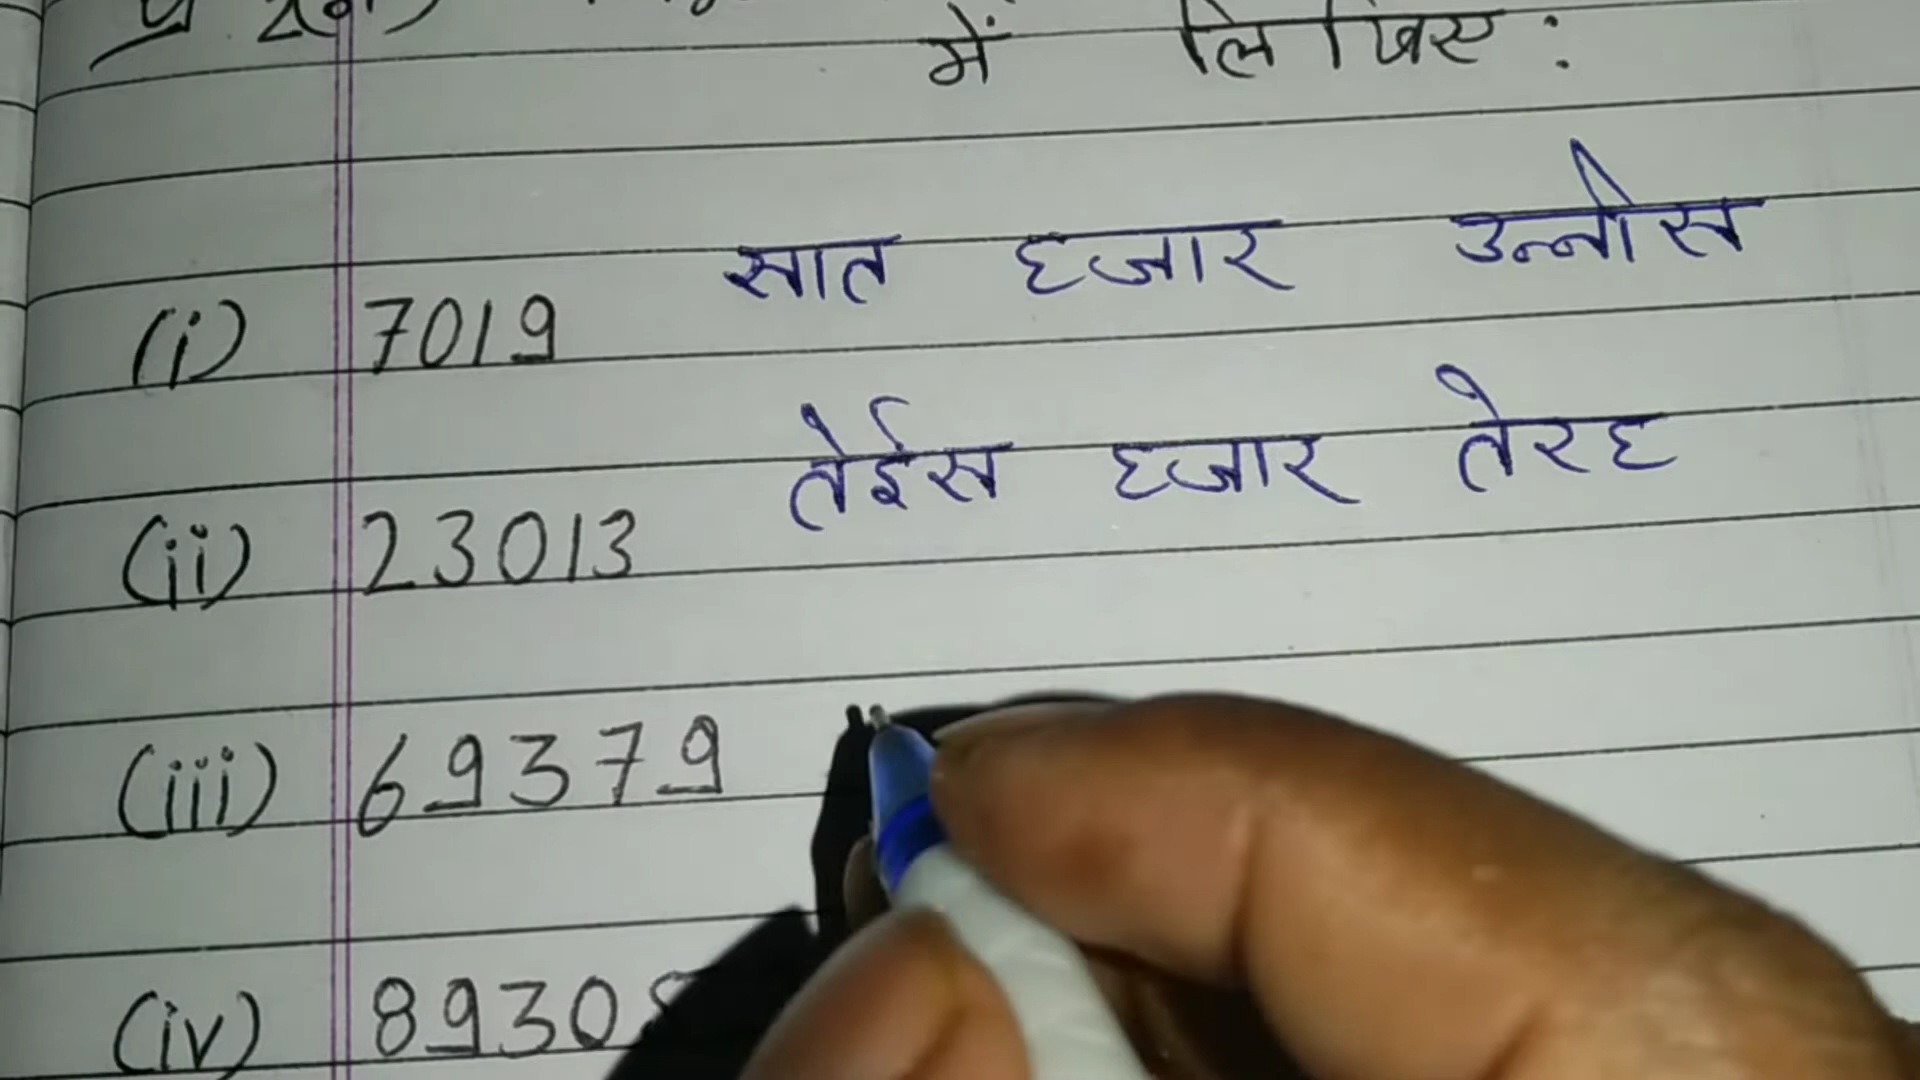 में लिखिए :
सात हजार उन्नीस
(i) 7019
तेईस हजार तेरह
(ii) 23013
(iii) 69379
(iv) 8930